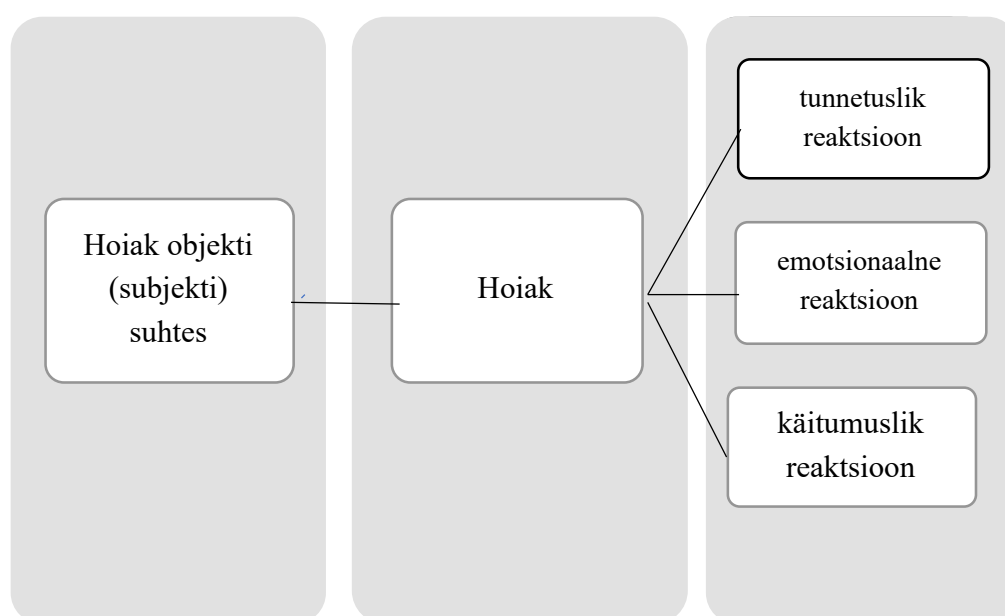 Hoiak objekti
(subjekti)
suhtes
Hoiak
tunnetuslik
reaktsioon
emotsionaalne
reaktsioon
käitumuslik
reaktsioon